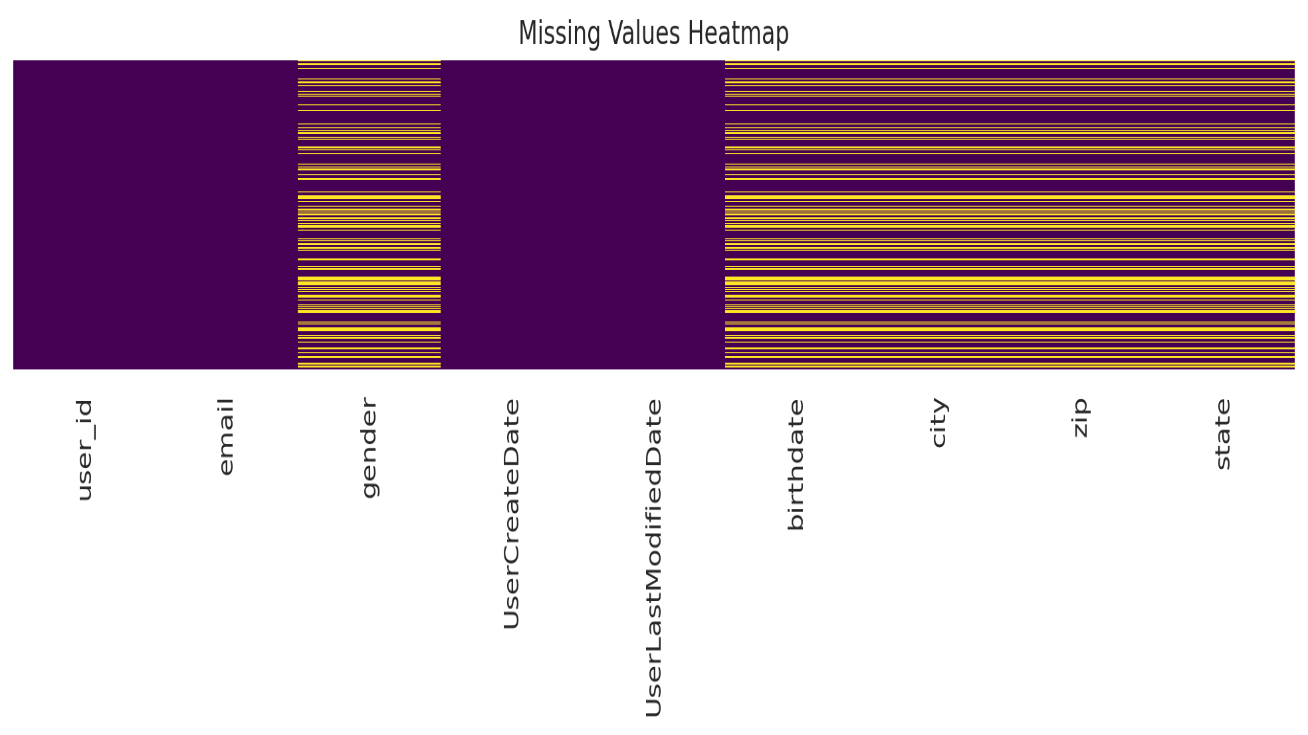 Missing Values Heatmap
user_id
email
gender
UserCreateDate
UserLastModifiedDate
birthdate
city
zip
state